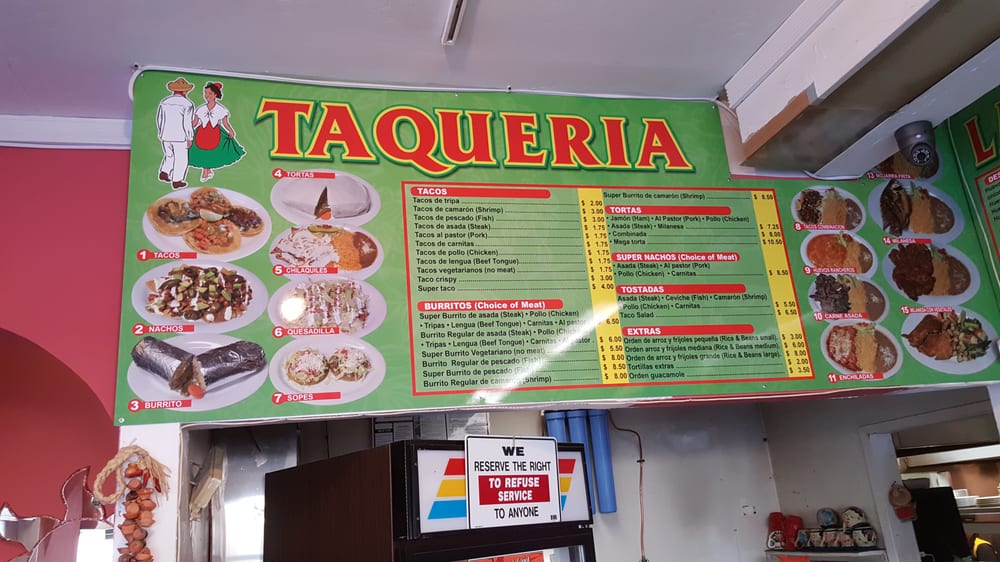 TAQUERIA
TACOS
Tacos de tripa $ 2.00
Tacos de camarón (Shrimp) $ 3.00
Tacos de pescado (Fish) $ 3.00
Tacos de asada (Steak) $ 1.75
Tacos al pastor (Pork) $ 1.75
Tacos de carnitas $ 1.75
Tacos de pollo (Chicken) $ 1.75
Tacos de lengua (Beef Tongue) $ 1.75
Tacos vegetarianos (no meat) $ 1.75
Taco crispy $ 3.00
Super taco $ 4.00
BURRITOS (Choice of Meat)
Super Burrito de asada (Steak) • Pollo (Chicken)
• Tripas • Lengua (Beef Tongue) • Carnitas • Al pastor 6.50
Burrito Regular de asada (Steak) • Pollo (Chicken)
• Tripas • Lengua (Beef Tongue) • Carnitas • Al $ 6.00
Super Burrito Vegetariano (no meat) $ 5.50
Burrito Regular de pescado (Fish) $ 8.00
Super Burrito de pescado (Fish) $ 8.50
Burrito Regular de camarón (Shrimp) $ 8.00
Super Burrito de camarón (Shrimp) $ 8.50
TORTAS
• Jamón (Ham) • Al Pastor (Pork) • Pollo (Chicken)
• Asada (Steak) • Milanesa $ 7.25
• Combinada $ 8.00
• Mega torta $ 10.50
SUPER NACHOS (Choice of Meat)
• Asada (Steak) • Al pastor (Pork)
• Pollo (Chicken) • Carnitas $ 8.50
TOSTADAS
Asada (Steak) • Ceviche (Fish) • Camarón (Shrimp)
Pollo (Chicken) • Carnitas $ 5.50
Taco Salad $ 6.50
EXTRAS
Orden de arroz y frijoles pequeña (Rice & Beans small). $ 3.00
Orden arroz y frijoles mediana (Rice & Beans medium). $ 6.00
Orden de arroz y frijoles grande (Rice & Beans large). $ 8.00
Tortillas extras $ 2.00
Orden guacamole $ 3.50
1 TACOS
2 NACHOS
3 BURRITO
4 TORTAS
5 CHILAQUILES
6 QUESADILLA
7 SOPES
8 TACOS COMBINACION
9 HUEVOS RANCHEROS
10 CARNE ASADA
11 ENCHILADAS
13 MOJARRA FRITA
14 MILANESA
15
WE
RESERVE THE RIGHT
TO REFUSE
SERVICE
TO ANYONE